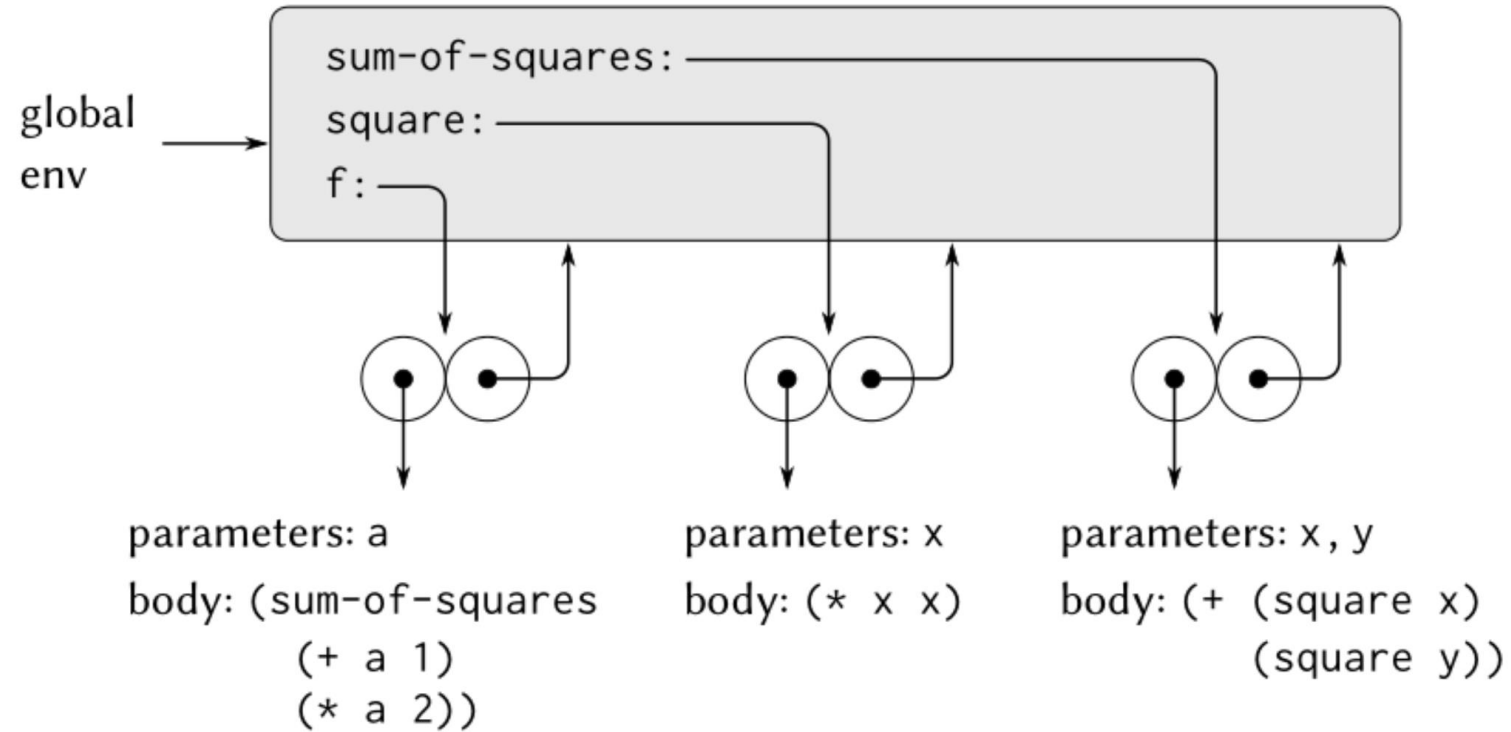 global
env
sum-of-squares:
square:
f:
parameters: a
body: (sum-of-squares
(+ a 1)
(* a 2))
parameters: x
body: (* x x)
parameters: x, y
body: (+ (square x)
(square y))